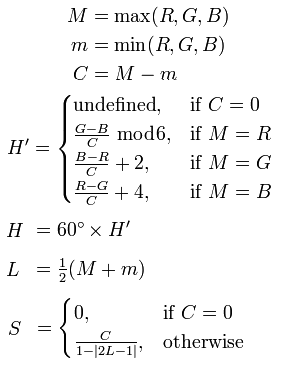 M = max(R, G, B)
m = min(R, G, B)
C = M − m
H′ = { undefined, if C = 0
(G−B)/C mod 6, if M = R
(B−R)/C + 2, if M = G
(R−G)/C + 4, if M = B
H = 60° × H′
L = ½(M + m)
S = { 0, if C = 0
C/(1−|2L−1|), otherwise